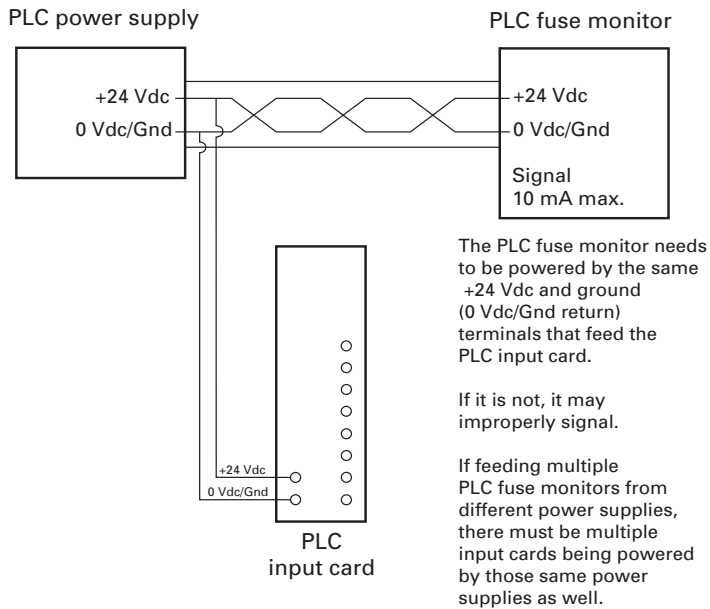 PLC power supply
PLC fuse monitor
+24 Vdc
0 Vdc/Gnd
+24 Vdc
0 Vdc/Gnd
Signal
10 mA max.
The PLC fuse monitor needs
to be powered by the same
+24 Vdc and ground
(0 Vdc/Gnd return)
terminals that feed the
PLC input card.
If it is not, it may
improperly signal.
If feeding multiple
PLC fuse monitors from
different power supplies,
there must be multiple
input cards being powered
by those same power
supplies as well.
+24 Vdc
0 Vdc/Gnd
PLC
input card